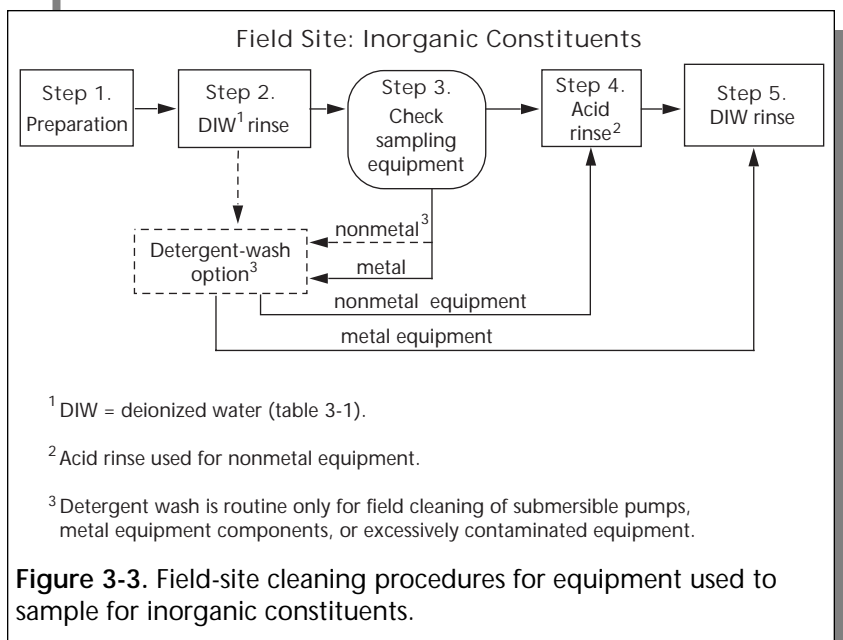 Field Site: Inorganic Constituents
Step 1.
Preparation
Step 2.
DIW1 rinse
Step 3.
Check
sampling
equipment
Step 4.
Acid
rinse2
Step 5.
DIW rinse
Detergent-wash
option3
nonmetal3
metal
nonmetal equipment
metal equipment
1 DIW = deionized water (table 3-1).
2 Acid rinse used for nonmetal equipment.
3 Detergent wash is routine only for field cleaning of submersible pumps,
metal equipment components, or excessively contaminated equipment.
Figure 3-3. Field-site cleaning procedures for equipment used to
sample for inorganic constituents.